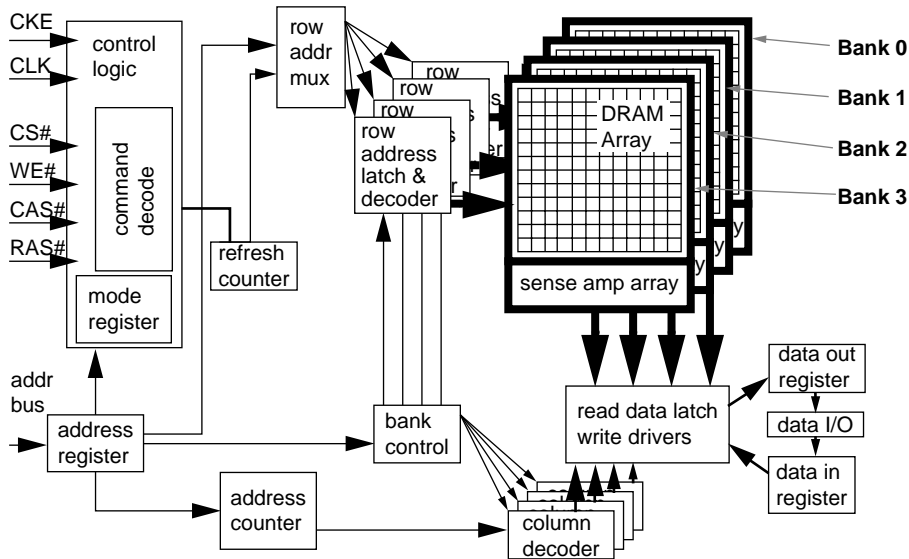 CKE
CLK
CS#
WE#
CAS#
RAS#
control
logic
command
decode
mode
register
addr
bus
address
register
row
addr
mux
refresh
counter
row
row
row
row
address
latch &
decoder
DRAM
Array
sense amp array
Bank 0
Bank 1
Bank 2
Bank 3
bank
control
address
counter
column
decoder
read data latch
write drivers
data out
register
data I/O
data in
register